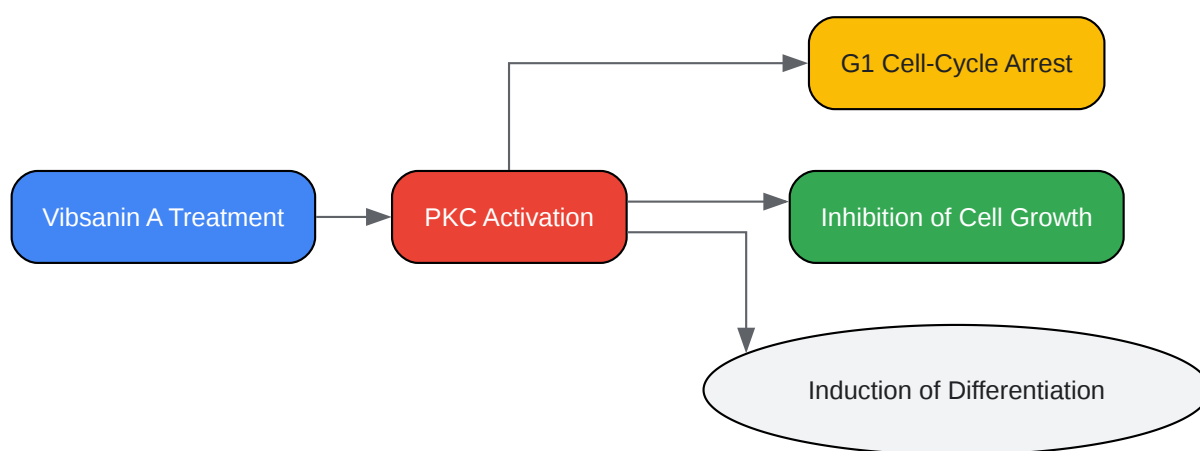 G1 Cell-Cycle Arrest
Vibsanin A Treatment
PKC Activation
Inhibition of Cell Growth
Induction of Differentiation